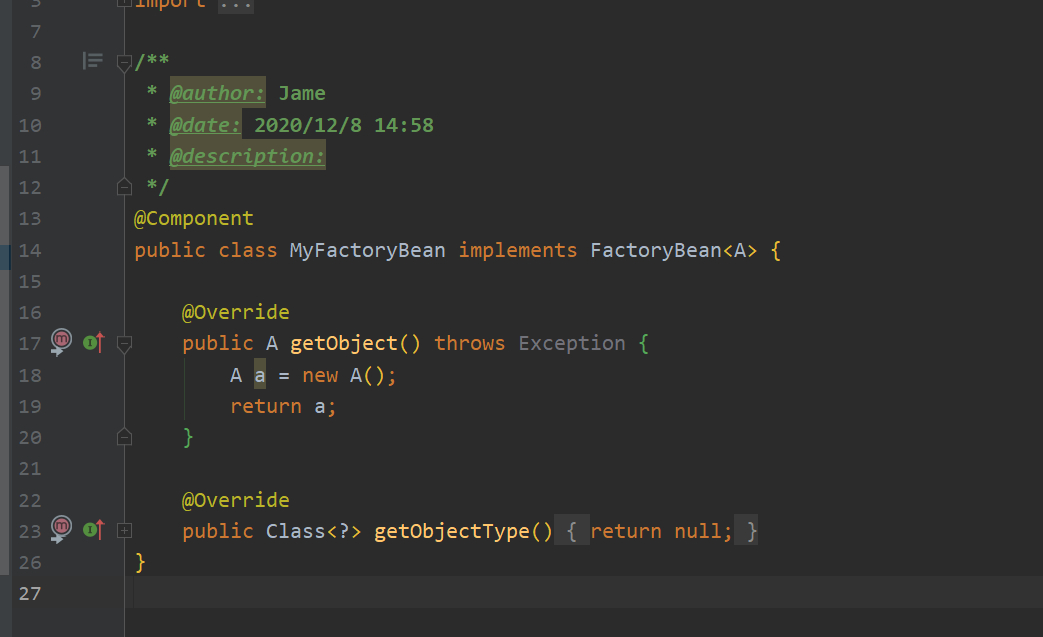 5 import ...
7
8 /**
9 * @author: Jame
10 * @date: 2020/12/8 14:58
11 * @description:
12 */
13 @Component
14 public class MyFactoryBean implements FactoryBean<A> {
15
16 @Override
17 public A getObject() throws Exception {
18 A a = new A();
19 return a;
20 }
21
22 @Override
23 public Class<?> getObjectType() { return null; }
26 }
27